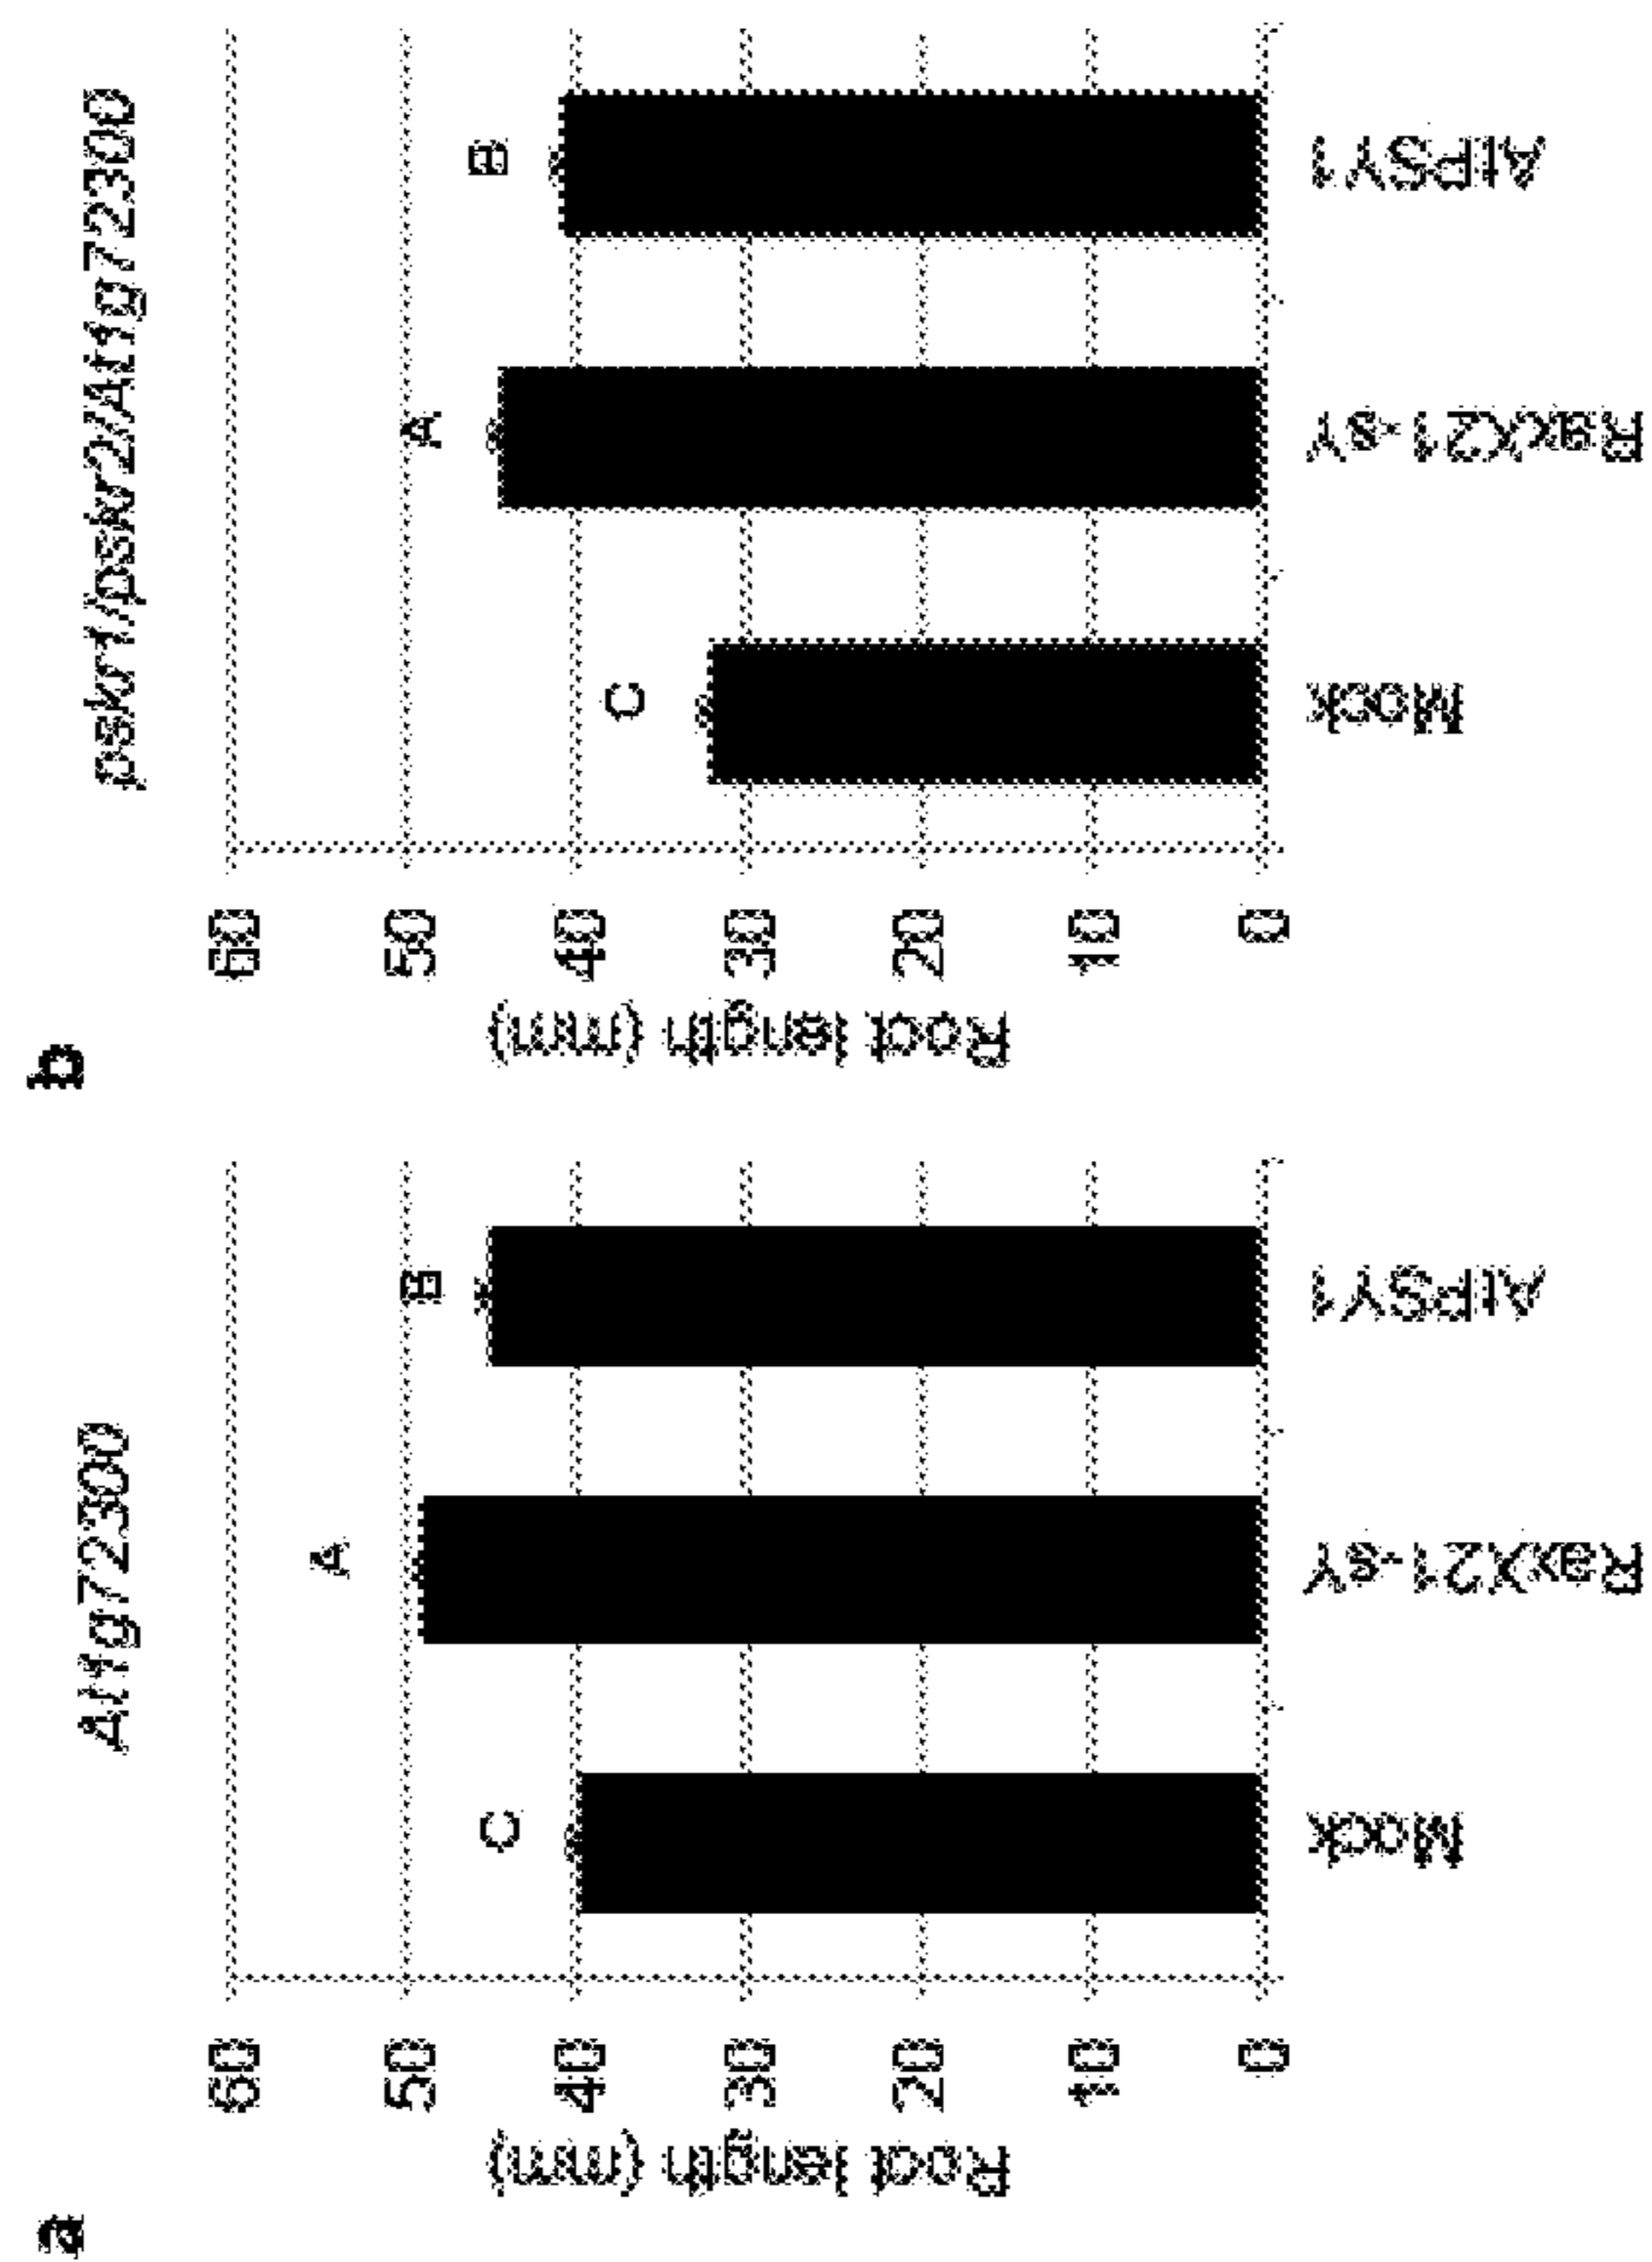 a
At1g72300
Root length (mm)
60
50
40
30
20
10
0
C
A
B
Mock
RaxX21-sY
AtPSY1
b
pskr1/pskr2/At1g72300
Root length (mm)
60
50
40
30
20
10
0
C
A
B
Mock
RaxX21-sY
AtPSY1